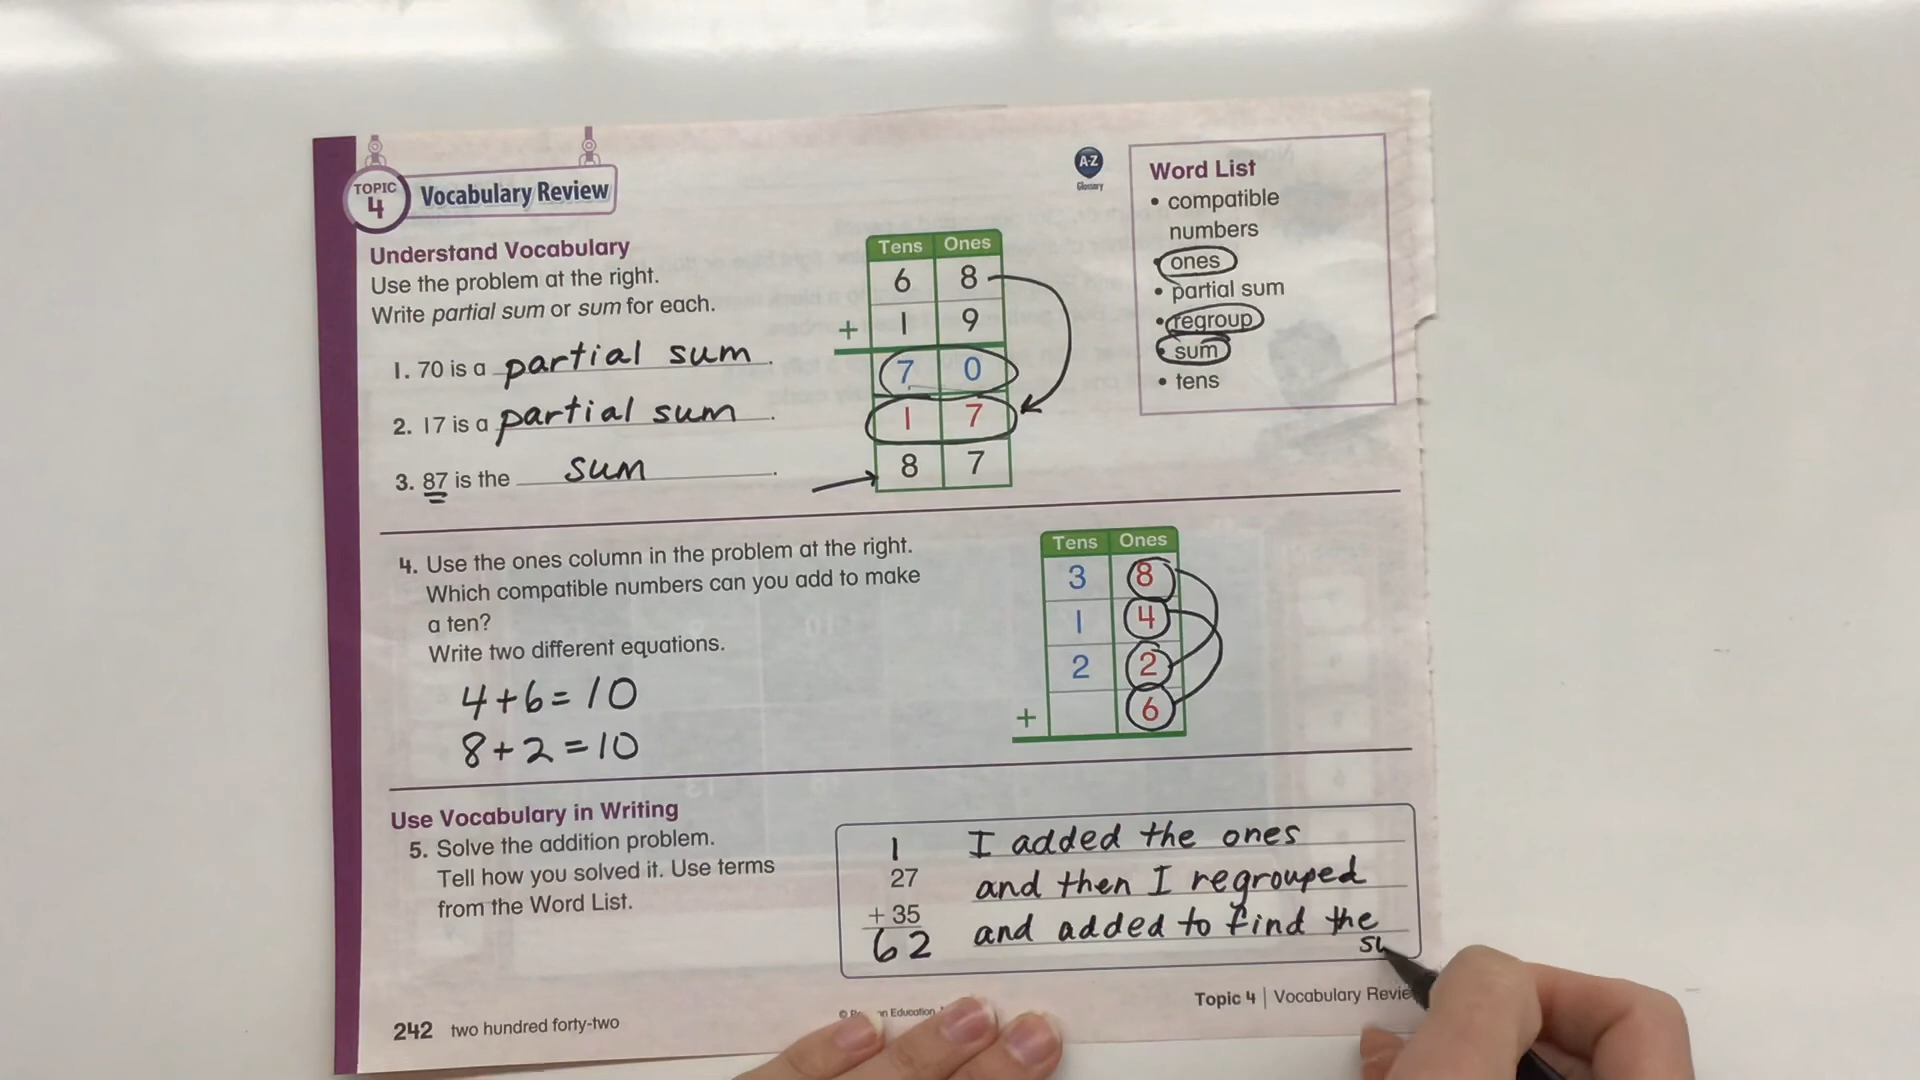 TOPIC
4
Vocabulary Review
Understand Vocabulary
Use the problem at the right.
Write partial sum or sum for each.
1. 70 is a partial sum.
2. 17 is a partial sum.
3. 87 is the sum.
Tens Ones
6 8
+ 1 9
7 0
1 7
8 7
A-Z
Glossary
Word List
• compatible
numbers
• ones
• partial sum
• regroup
• sum
• tens
4. Use the ones column in the problem at the right.
Which compatible numbers can you add to make
a ten?
Write two different equations.
4+6=10
8+2=10
Tens Ones
3 8
1 4
2 2
+ 6
Use Vocabulary in Writing
5. Solve the addition problem.
Tell how you solved it. Use terms
from the Word List.
1
27
+ 35
62
I added the ones
and then I regrouped
and added to find the
su
242 two hundred forty-two
© Education
Topic 4 | Vocabulary Revie